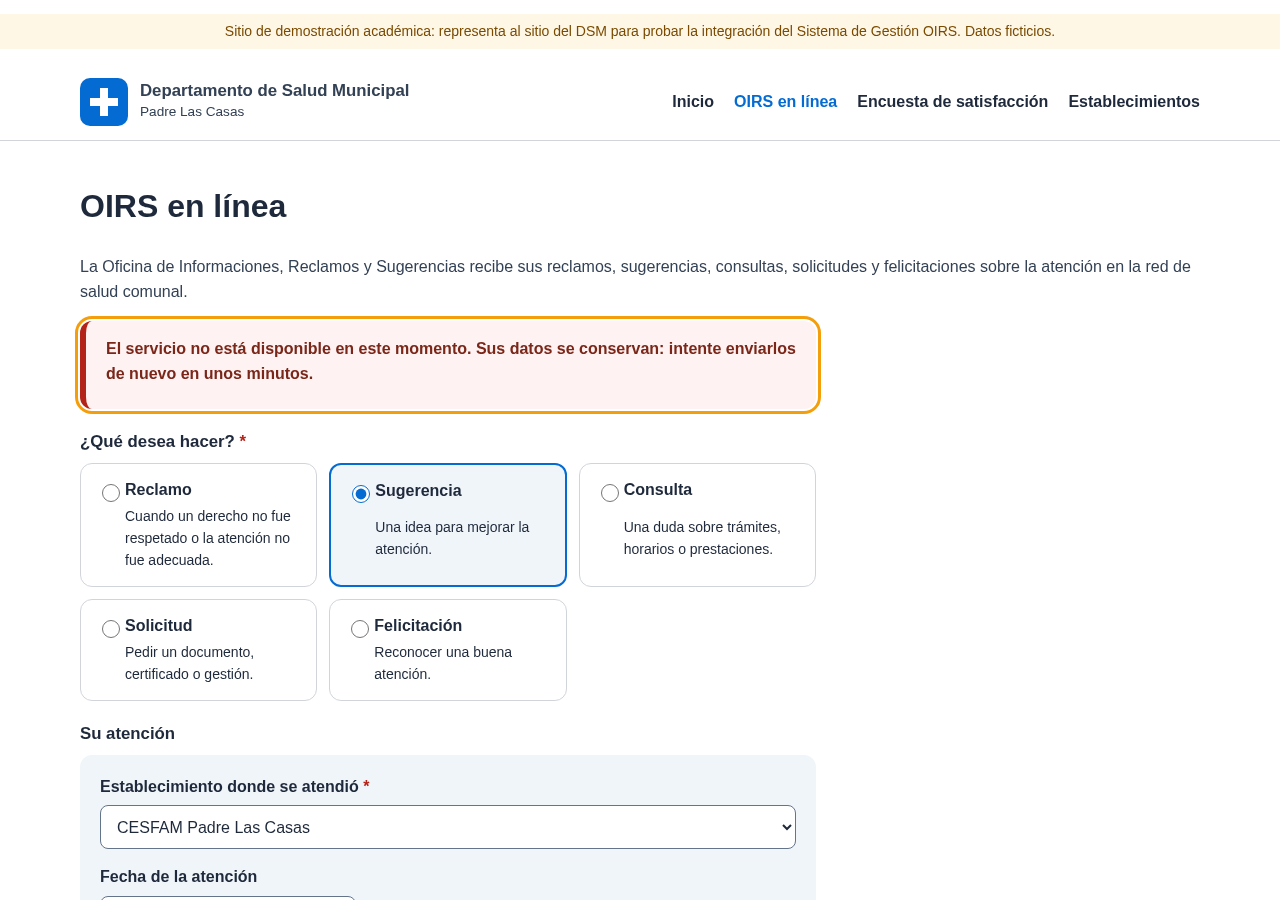 Sitio de demostración académica: representa al sitio del DSM para probar la integración del Sistema de Gestión OIRS. Datos ficticios.
Departamento de Salud Municipal
Padre Las Casas
Inicio
OIRS en línea
Encuesta de satisfacción
Establecimientos
OIRS en línea
La Oficina de Informaciones, Reclamos y Sugerencias recibe sus reclamos, sugerencias, consultas, solicitudes y felicitaciones sobre la atención en la red de
salud comunal.
El servicio no está disponible en este momento. Sus datos se conservan: intente enviarlos
de nuevo en unos minutos.
¿Qué desea hacer? *
Reclamo
Cuando un derecho no fue
respetado o la atención no
fue adecuada.
Sugerencia
Una idea para mejorar la
atención.
Consulta
Una duda sobre trámites,
horarios o prestaciones.
Solicitud
Pedir un documento,
certificado o gestión.
Felicitación
Reconocer una buena
atención.
Su atención
Establecimiento donde se atendió *
CESFAM Padre Las Casas
Fecha de la atención